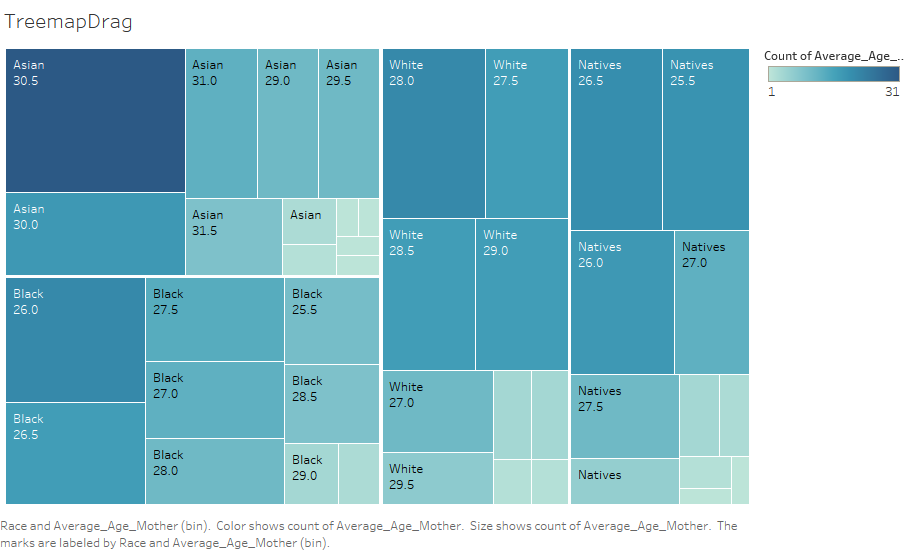 TreemapDrag
Asian
30.5
Asian
31.0
Asian
29.0
Asian
29.5
White
28.0
White
27.5
Natives
26.5
Natives
25.5
Count of Average_Age_..
1
31
Asian
30.0
Asian
31.5
Asian
White
28.5
White
29.0
Natives
26.0
Natives
27.0
Black
26.0
Black
27.5
Black
25.5
Black
27.0
Black
28.5
White
27.0
Natives
27.5
Black
26.5
Black
28.0
Black
29.0
White
29.5
Natives
Race and Average_Age_Mother (bin).  Color shows count of Average_Age_Mother.  Size shows count of Average_Age_Mother.  The
marks are labeled by Race and Average_Age_Mother (bin).